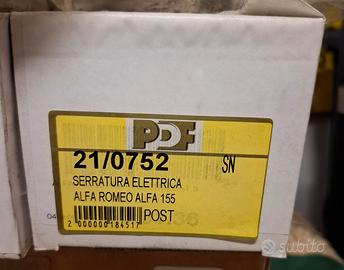 PDF
21/0752 SN
SERRATURA ELETTRICA
ALFA ROMEO ALFA 155
POST
2 000000 184517
subito